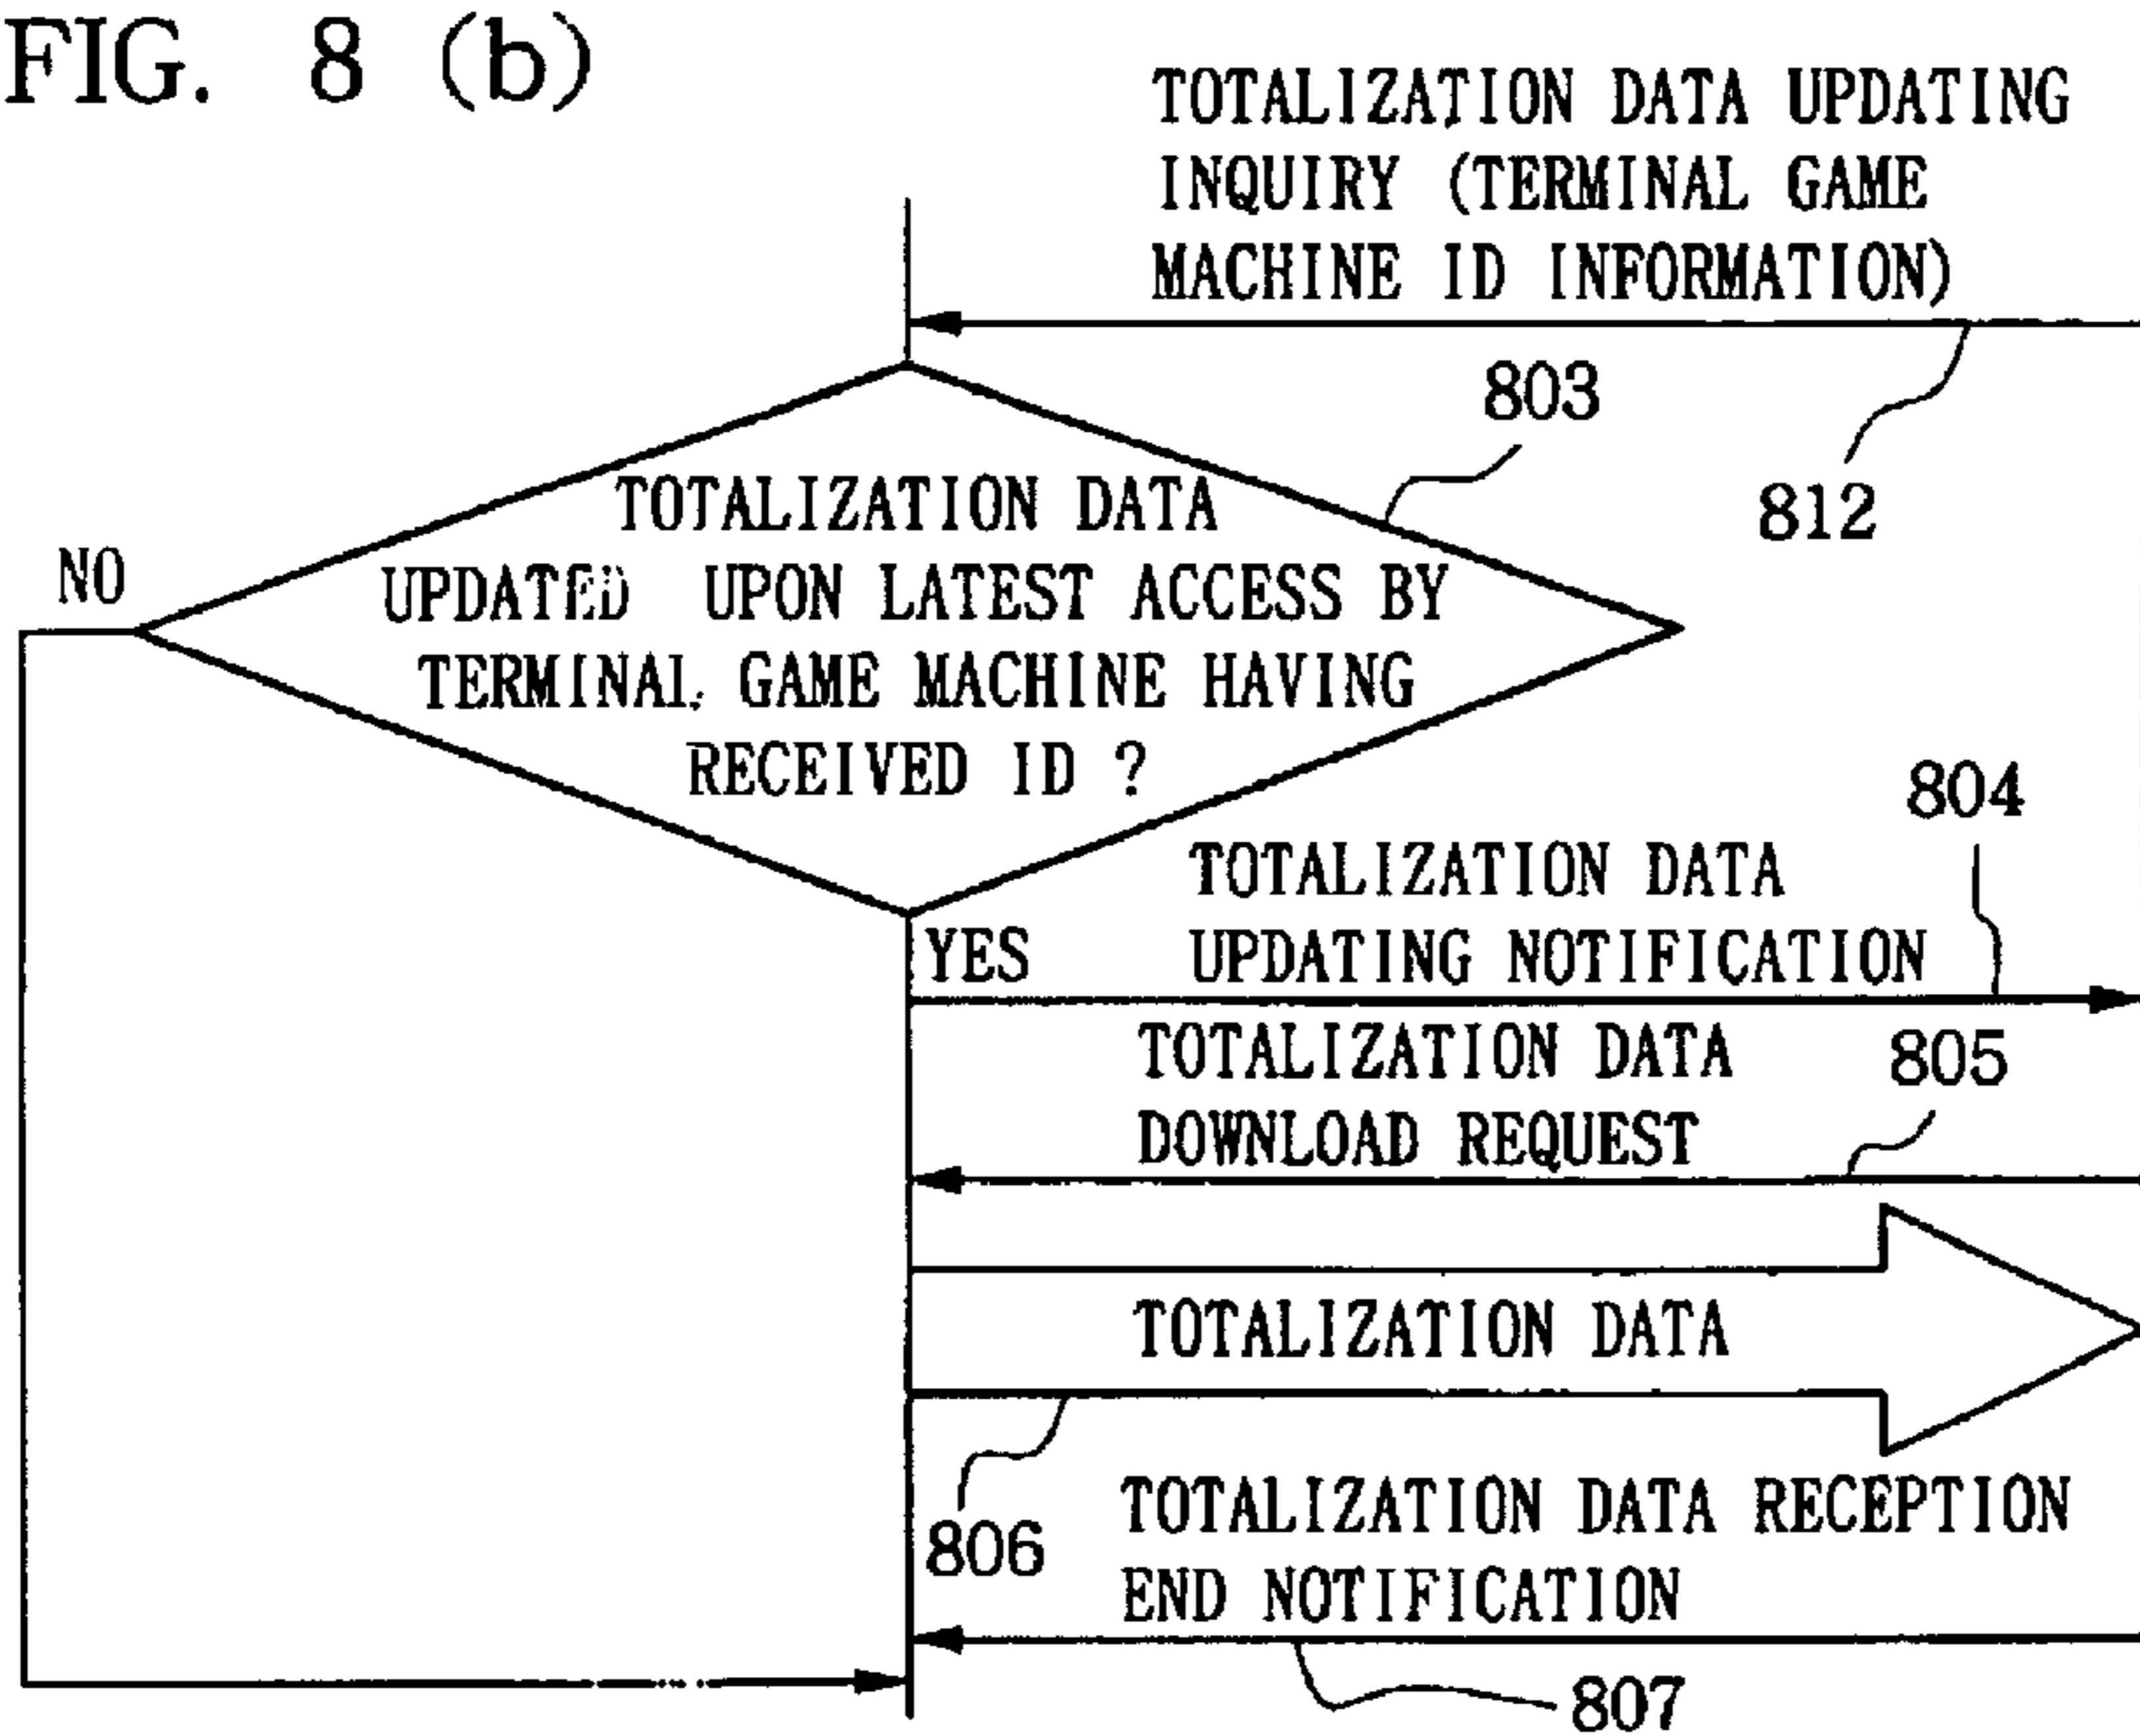 FIG. 8 (b)
TOTALIZATION DATA UPDATING
INQUIRY (TERMINAL GAME
MACHINE ID INFORMATION)
803
812
TOTALIZATION DATA
UPDATED UPON LATEST ACCESS BY
TERMINAL GAME MACHINE HAVING
RECEIVED ID ?
NO
804
YES
TOTALIZATION DATA
UPDATING NOTIFICATION
TOTALIZATION DATA
DOWNLOAD REQUEST
805
TOTALIZATION DATA
806
TOTALIZATION DATA RECEPTION
END NOTIFICATION
807